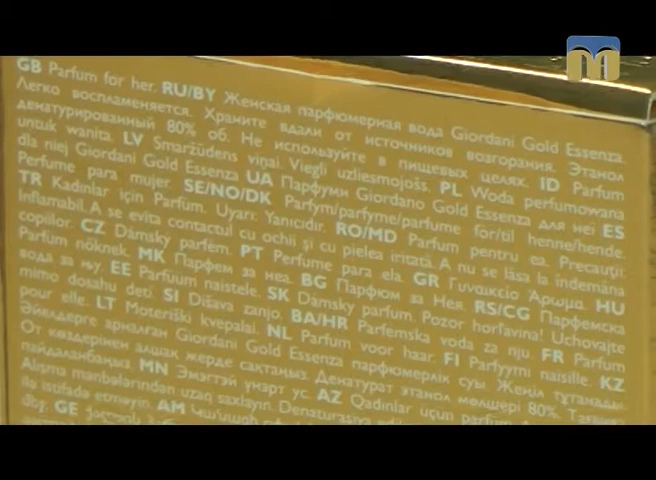 GB Parfum for her. RU/BY Женская парфюмерная вода Giordani Gold Essenza.
Легко воспламеняется. Храните вдали от источников возгорания. Этанол
денатурированный 80% об. Не используйте в пищевых целях. ID Parfum
untuk wanita. LV Smaržūdens viņai. Viegli uzliesmojošs. PL Woda perfumowana
dla niej Giordani Gold Essenza UA Парфуми Giordano Gold Essenza для неї ES
Perfume para mujer. SE/NO/DK Parfym/parfyme/parfume for/til henne/hende.
TR Kadınlar için Parfüm. Uyarı: Yanıcıdır. RO/MD Parfum pentru ea. Precauții:
Inflamabil. A se evita contactul cu ochii și cu pielea iritată. A nu se lăsa la îndemâna
copiilor. CZ Dámský parfém. PT Perfume para ela. GR Γυναικείο Άρωμα. HU
Parfüm nőknek. MK Парфем за неа. BG Парфюм за Нея. RS/CG Парфемска
вода за њу. EE Parfüüm naistele. SK Dámsky parfum. Pozor horľavina! Uchovajte
mimo dosahu detí. SI Dišava zanjo. BA/HR Parfemska voda za nju. FR Parfum
pour elle. LT Moteriški kvepalai. NL Parfum voor haar. FI Parfyymi naisille. KZ
Әйелдерге арналған Giordani Gold Essenza парфюмерлік суы Жеңіл тұтанады.
От көздерінен алшақ жерде сақтаңыз. Денатурат этанол мөлшері 80%. Тағамға
пайдаланбаңыз. MN Эмэгтэй үнэрт ус. AZ Qadınlar üçün parfüm
Alışma mənbələrindən uzaq saxlayın. Denaturasiya
ilə istifadə etməyin. AM
GE